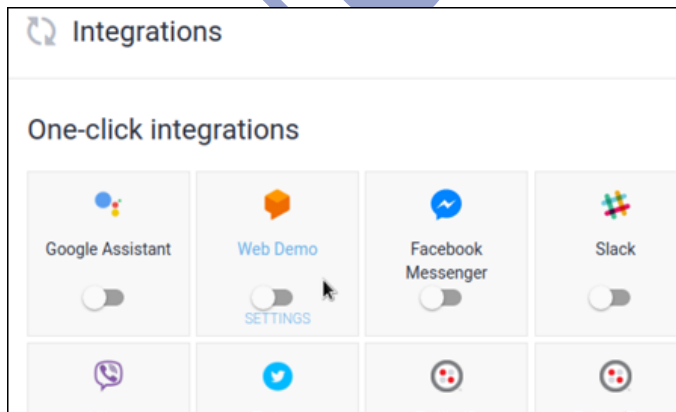 Integrations
One-click integrations
Google Assistant
Web Demo
Facebook
Messenger
Slack
SETTINGS